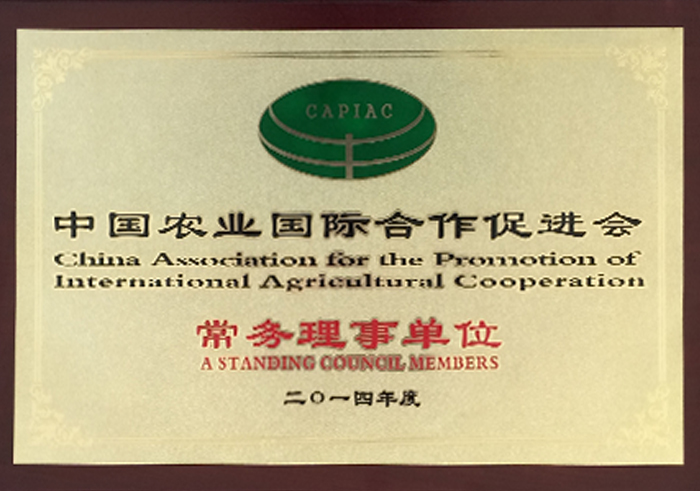 CAPIAC
中国农业国际合作促进会
China Association for the Promotion of
International Agricultural Cooperation
常务理事单位
A STANDING COUNCIL MEMBERS
二〇一四年度